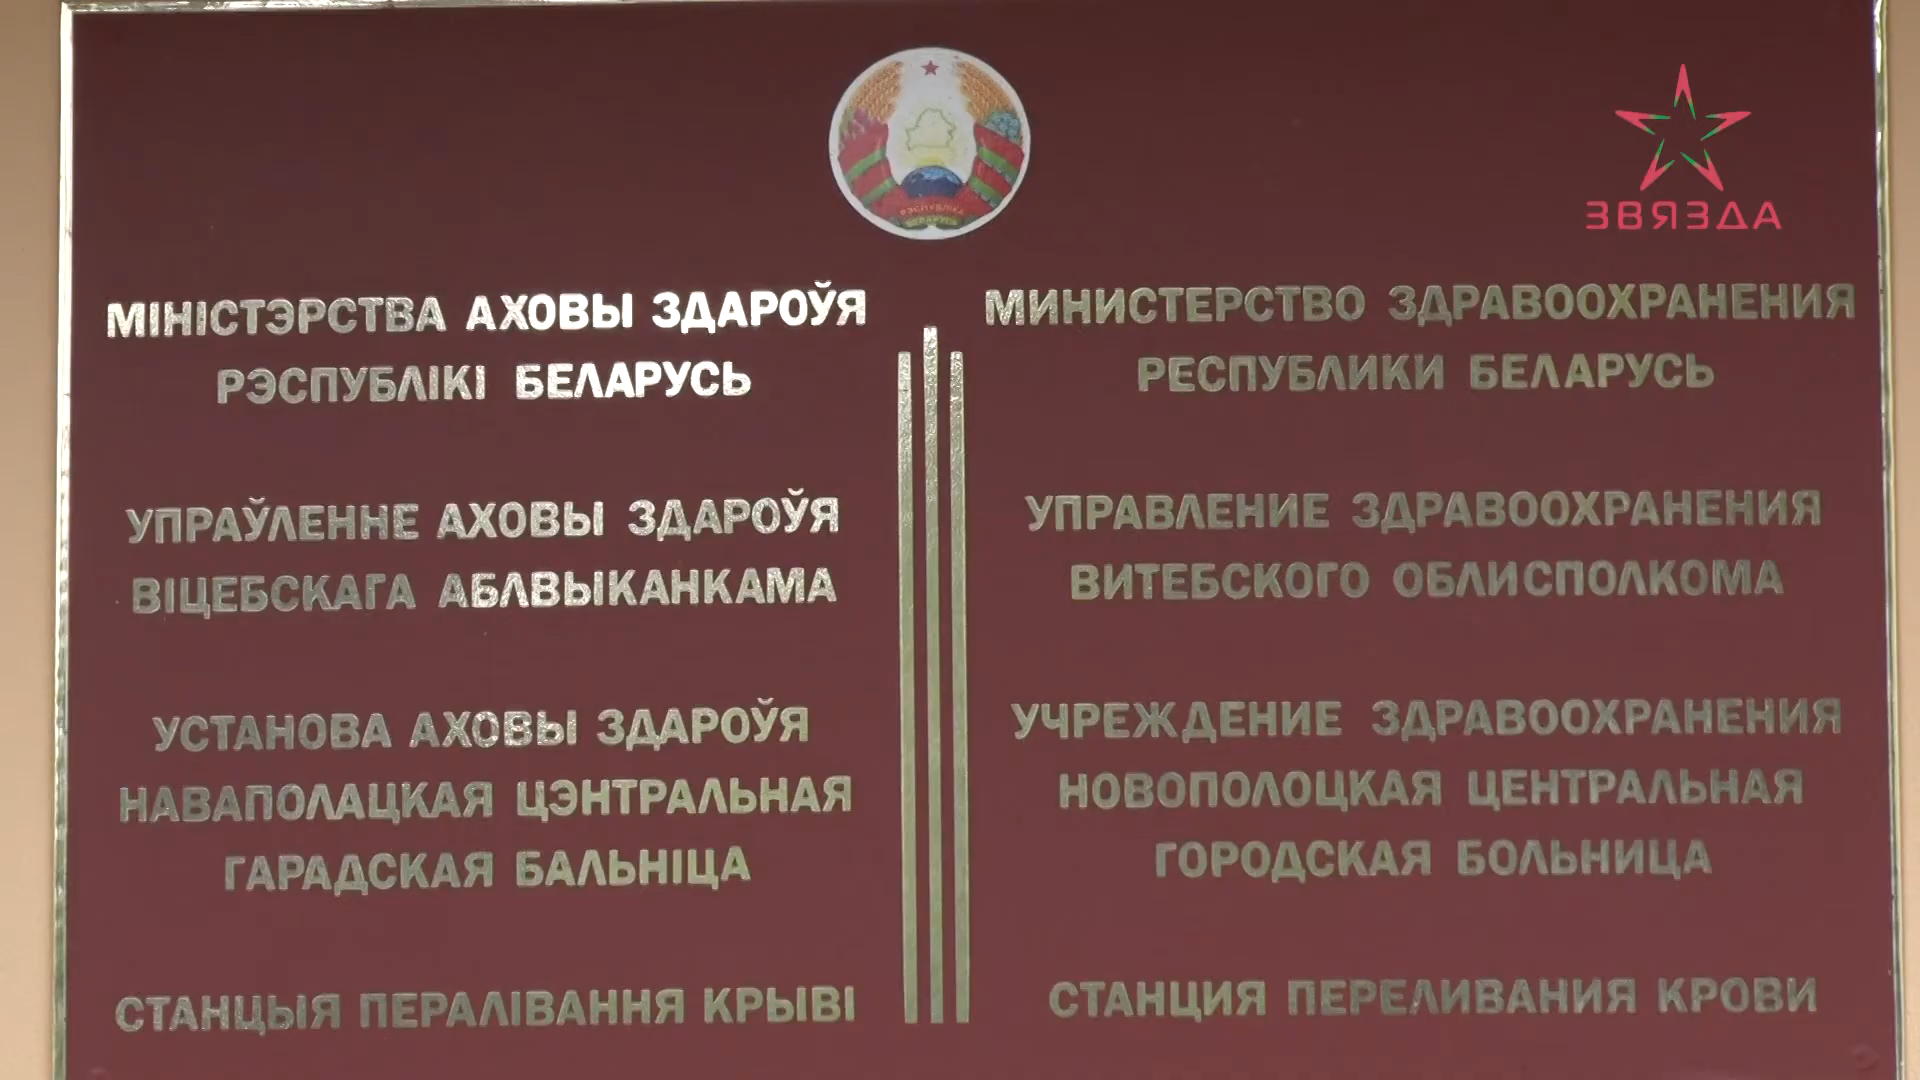 ЗВЯЗДА
МІНІСТЭРСТВА АХОВЫ ЗДАРОЎЯ
РЭСПУБЛІКІ БЕЛАРУСЬ
УПРАЎЛЕННЕ АХОВЫ ЗДАРОЎЯ
ВІЦЕБСКАГА АБЛВЫКАНКАМА
УСТАНОВА АХОВЫ ЗДАРОЎЯ
НАВАПОЛАЦКАЯ ЦЭНТРАЛЬНАЯ
ГАРАДСКАЯ БАЛЬНІЦА
СТАНЦЫЯ ПЕРАЛІВАННЯ КРЫВІ
МИНИСТЕРСТВО ЗДРАВООХРАНЕНИЯ
РЕСПУБЛИКИ БЕЛАРУСЬ
УПРАВЛЕНИЕ ЗДРАВООХРАНЕНИЯ
ВИТЕБСКОГО ОБЛИСПОЛКОМА
УЧРЕЖДЕНИЕ ЗДРАВООХРАНЕНИЯ
НОВОПОЛОЦКАЯ ЦЕНТРАЛЬНАЯ
ГОРОДСКАЯ БОЛЬНИЦА
СТАНЦИЯ ПЕРЕЛИВАНИЯ КРОВИ
РЭСПУБЛІКА
БЕЛАРУСЬ